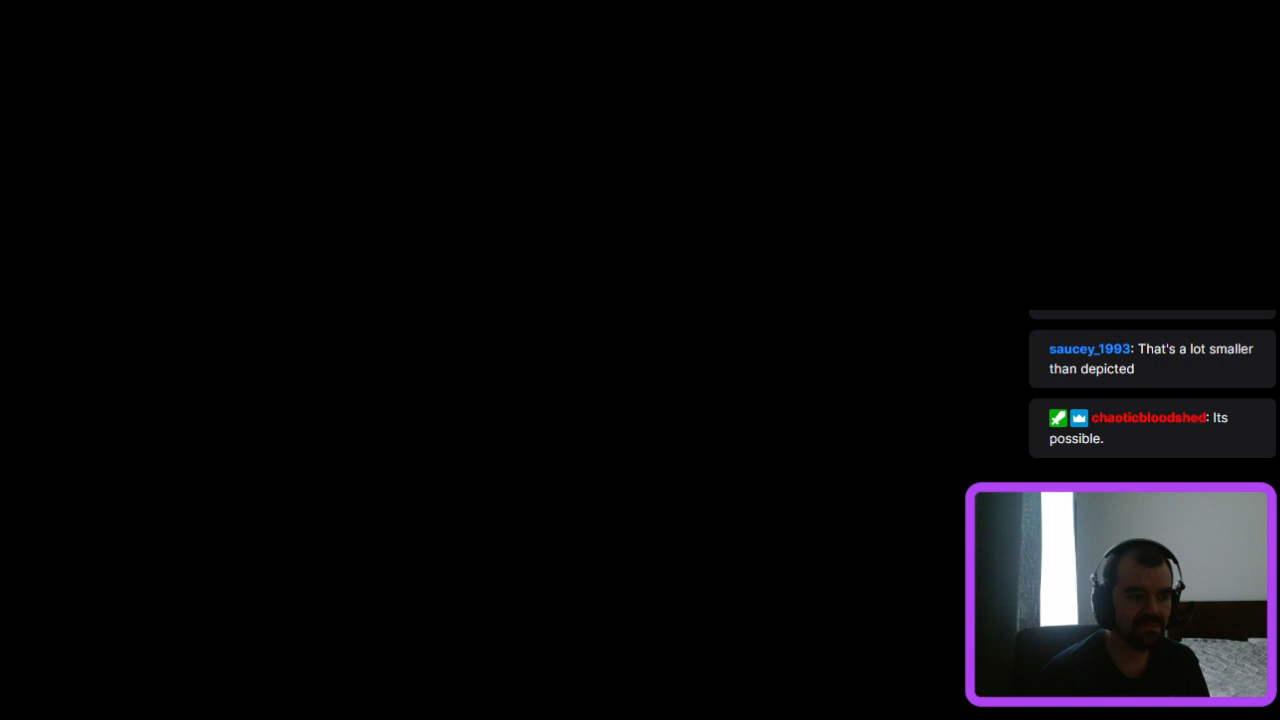 saucey_1993: That's a lot smaller
than depicted
chaoticbloodshed: Its
possible.